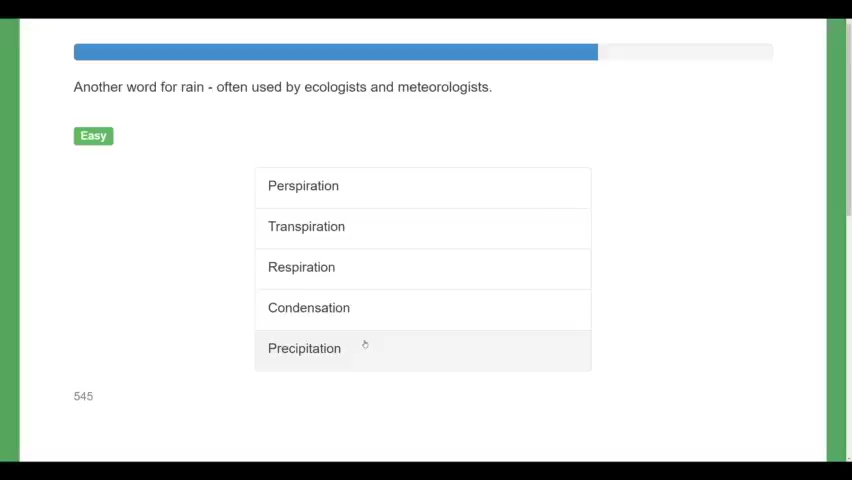 Another word for rain - often used by ecologists and meteorologists.
Easy
Perspiration
Transpiration
Respiration
Condensation
Precipitation
545